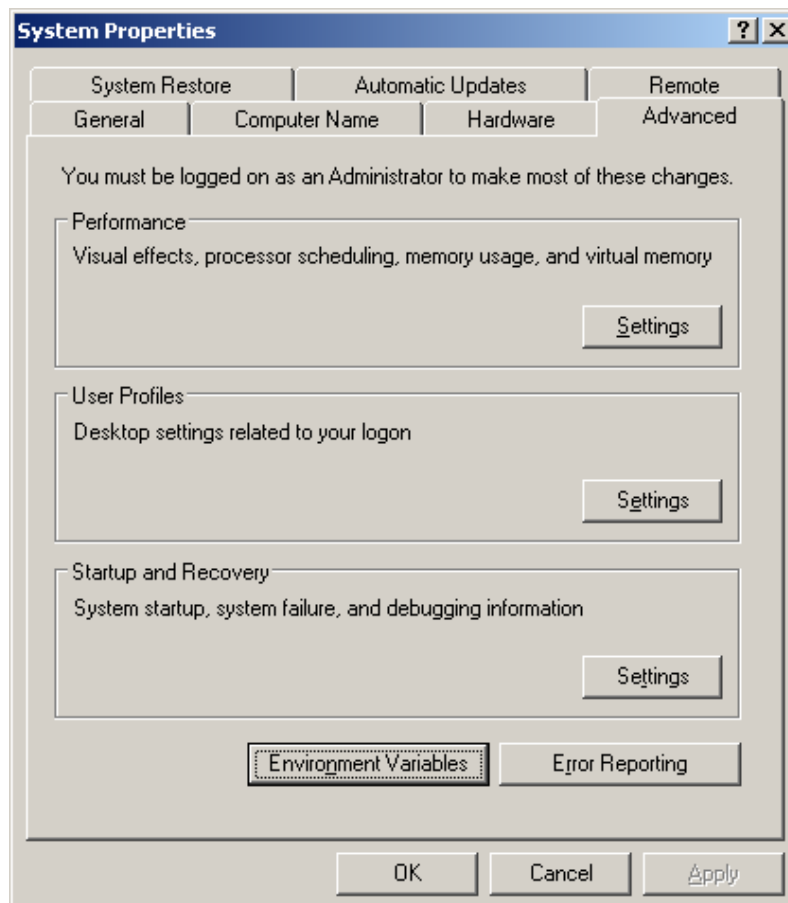 System Properties
System Restore Automatic Updates Remote
General Computer Name Hardware Advanced
You must be logged on as an Administrator to make most of these changes.
Performance
Visual effects, processor scheduling, memory usage, and virtual memory
Settings
User Profiles
Desktop settings related to your logon
Settings
Startup and Recovery
System startup, system failure, and debugging information
Settings
Environment Variables Error Reporting
OK Cancel Apply